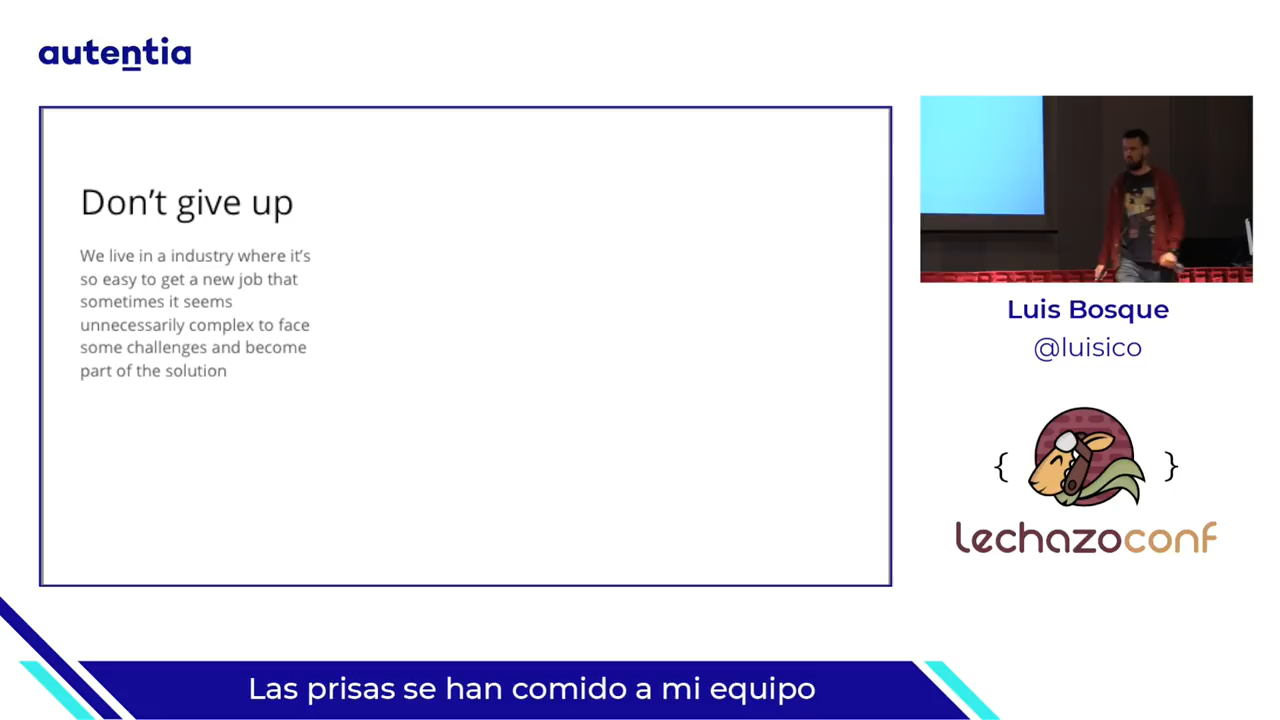 autentia
Don't give up
We live in a industry where it's
so easy to get a new job that
sometimes it seems
unnecessarily complex to face
some challenges and become
part of the solution
Luis Bosque
@luisico
{ }
lechazoconf
Las prisas se han comido a mi equipo